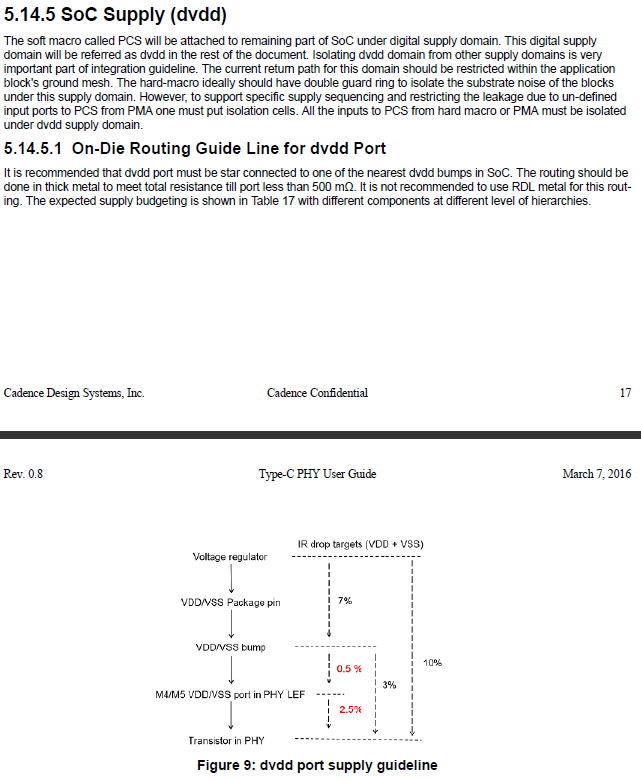 5.14.5 SoC Supply (dvdd)
The soft macro called PCS will be attached to remaining part of SoC under digital supply domain. This digital supply
domain will be referred as dvdd in the rest of the document. Isolating dvdd domain from other supply domains is very
important part of integration guideline. The current return path for this domain should be restricted within the application
block's ground mesh. The hard-macro ideally should have double guard ring to isolate the substrate noise of the blocks
under this supply domain. However, to support specific supply sequencing and restricting the leakage due to un-defined
input ports to PCS from PMA one must put isolation cells. All the inputs to PCS from hard macro or PMA must be isolated
under dvdd supply domain.
5.14.5.1 On-Die Routing Guide Line for dvdd Port
It is recommended that dvdd port must be star connected to one of the nearest dvdd bumps in SoC. The routing should be
done in thick metal to meet total resistance till port less than 500 mΩ. It is not recommended to use RDL metal for this rout-
ing. The expected supply budgeting is shown in Table 17 with different components at different level of hierarchies.
Cadence Design Systems, Inc. Cadence Confidential 17
Rev. 0.8 Type-C PHY User Guide March 7, 2016
IR drop targets (VDD + VSS)
Voltage regulator
VDD/VSS Package pin 7%
VDD/VSS bump
10%
0.5 %
3%
M4/M5 VDD/VSS port in PHY LEF
2.5%
Transistor in PHY
Figure 9: dvdd port supply guideline